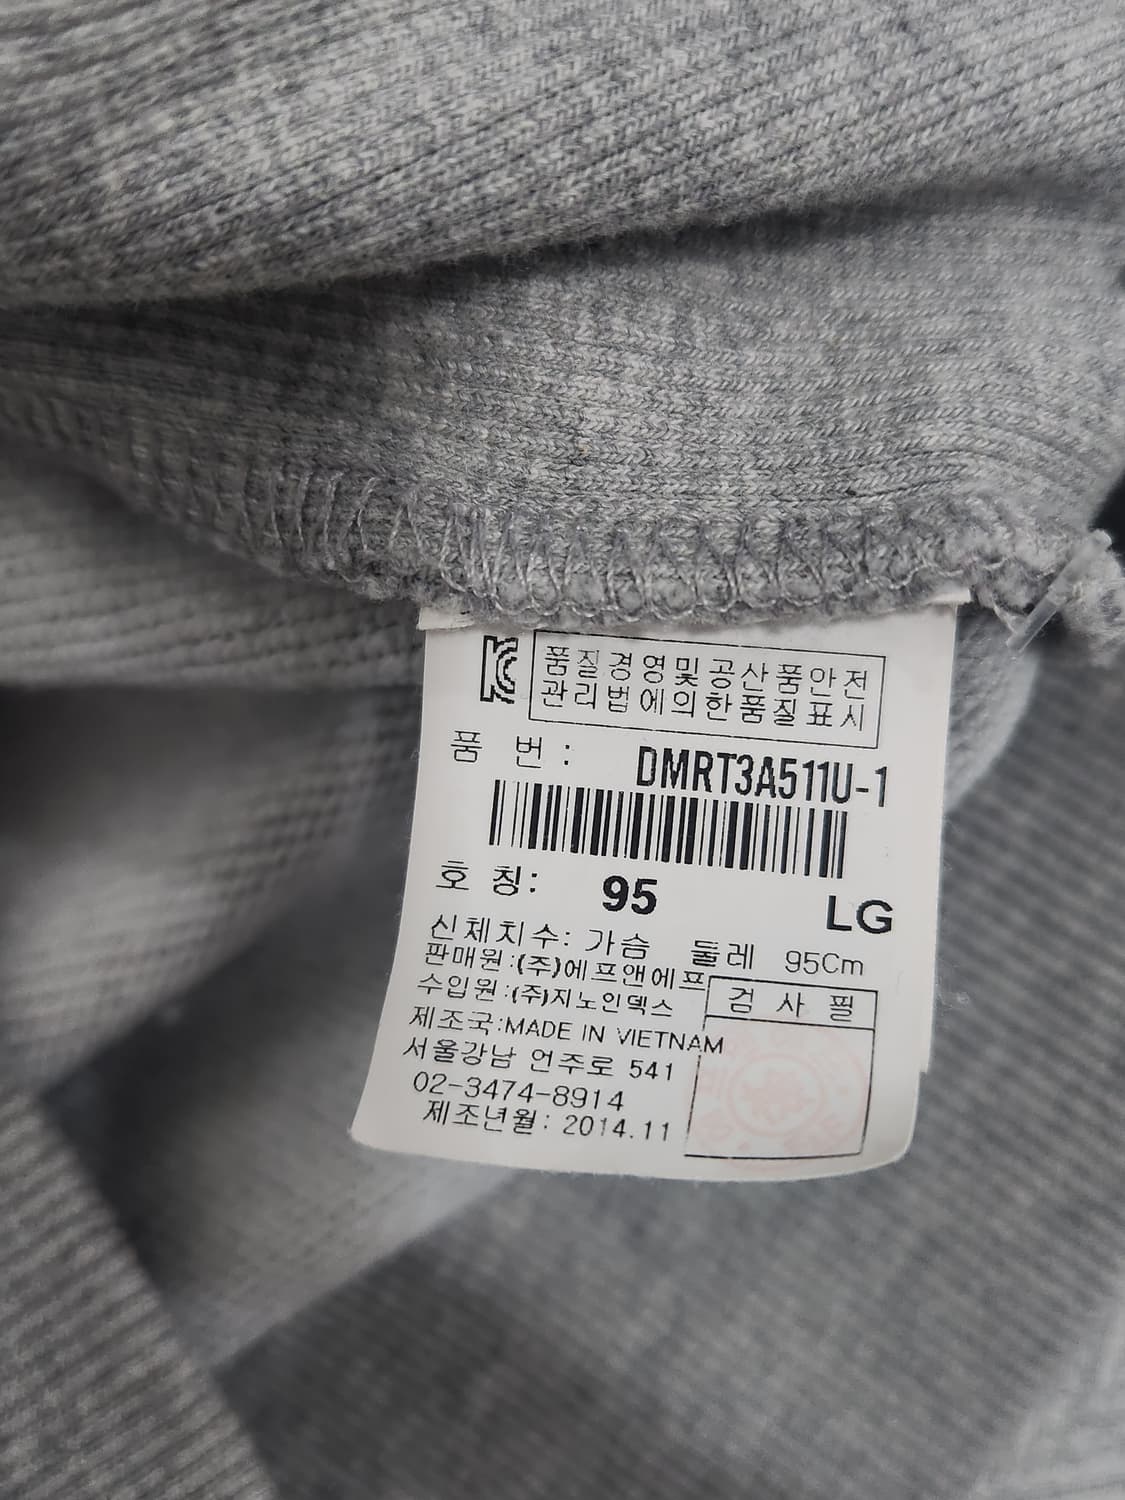 KC
품질경영및공산품안전
관리법에의한품질표시
품 번 : DMRT3A511U-1
호 칭: 95 LG
신체치수: 가슴 둘레 95Cm
판매원:(주)에프앤에프
수입원:(주)지노인덱스
검 사 필
제조국:MADE IN VIETNAM
서울강남 언주로 541
02-3474-8914
제조년월: 2014.11